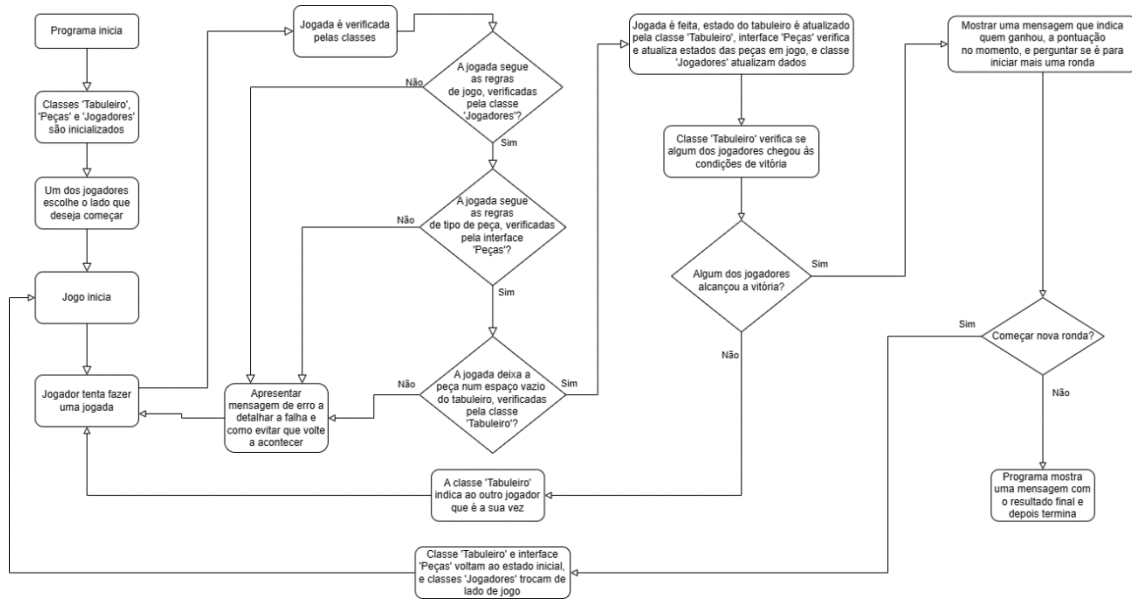 Programa inicia
Classes 'Tabuleiro',
'Peças' e 'Jogadores'
são inicializados
Um dos jogadores
escolhe o lado que
deseja começar
Jogo inicia
Jogador tenta fazer
uma jogada
Jogada é verificada
pelas classes
A jogada segue
as regras
de jogo, verificadas
pela classe
'Jogadores'?
Não
Sim
A jogada segue
as regras
de tipo de peça, verificadas
pela interface
'Peças'?
Não
Sim
A jogada deixa a
peça num espaço vazio
do tabuleiro, verificadas
pela classe
'Tabuleiro'?
Não
Sim
Apresentar
mensagem de erro a
detalhar a falha e
como evitar que volte
a acontecer
Jogada é feita, estado do tabuleiro é atualizado
pela classe 'Tabuleiro', interface 'Peças' verifica
e atualiza estados das peças em jogo, e classe
'Jogadores' atualizam dados
Classe 'Tabuleiro' verifica se
algum dos jogadores chegou às
condições de vitória
Algum dos jogadores
alcançou a vitória?
Sim
Não
A classe 'Tabuleiro'
indica ao outro jogador
que é a sua vez
Mostrar uma mensagem que indica
quem ganhou, a pontuação
no momento, e perguntar se é para
iniciar mais uma ronda
Começar nova ronda?
Sim
Não
Programa mostra
uma mensagem com
o resultado final e
depois termina
Classe 'Tabuleiro' e interface
'Peças' voltam ao estado inicial,
e classes 'Jogadores' trocam de
lado de jogo